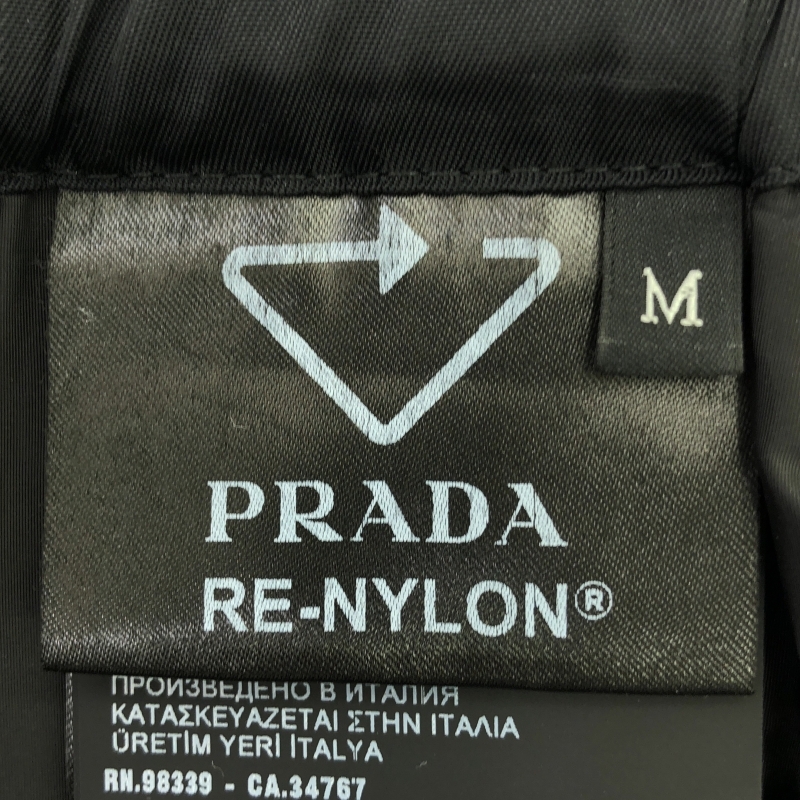 M
PRADA
RE-NYLON®
ПРОИЗВЕДЕНО В ИТАЛИЯ
ΚΑΤΑΣΚΕΥΑΖΕΤΑΙ ΣΤΗΝ ΙΤΑΛΙΑ
ÜRETİM YERİ İTALYA
RN.98339 - CA.34767